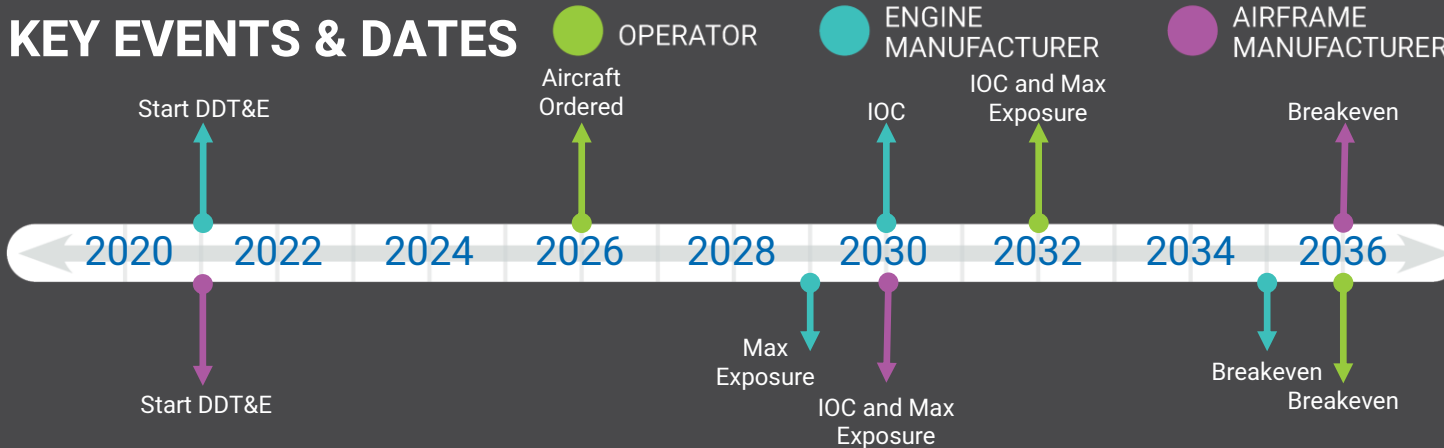 KEY EVENTS & DATES
OPERATOR
ENGINE
MANUFACTURER
AIRFRAME
MANUFACTURER
Start DDT&E
Aircraft
Ordered
IOC
IOC and Max
Exposure
Breakeven
2020 2022 2024 2026 2028 2030 2032 2034 2036
Start DDT&E
Max
Exposure
IOC and Max
Exposure
Breakeven
Breakeven